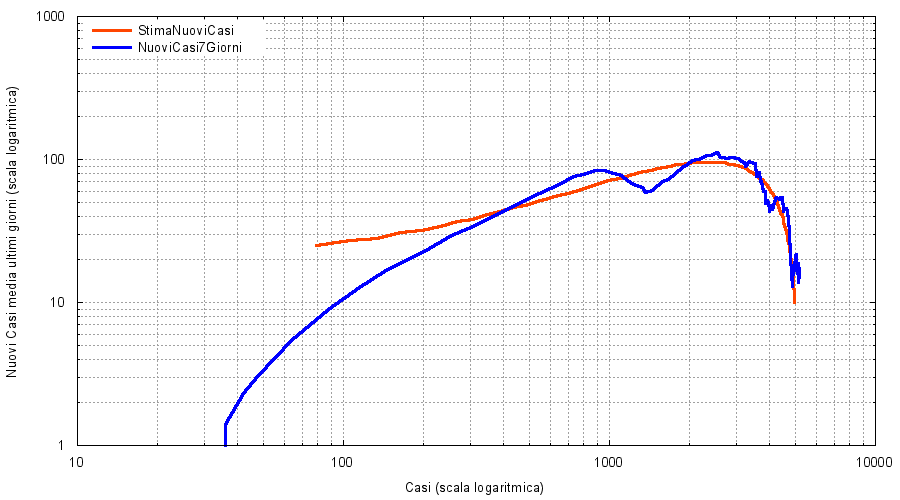 1000
StimaNuoviCasi
NuoviCasi7Giorni
100
10
1
Nuovi Casi media ultimi giorni (scala logaritmica)
10
100
1000
10000
Casi (scala logaritmica)